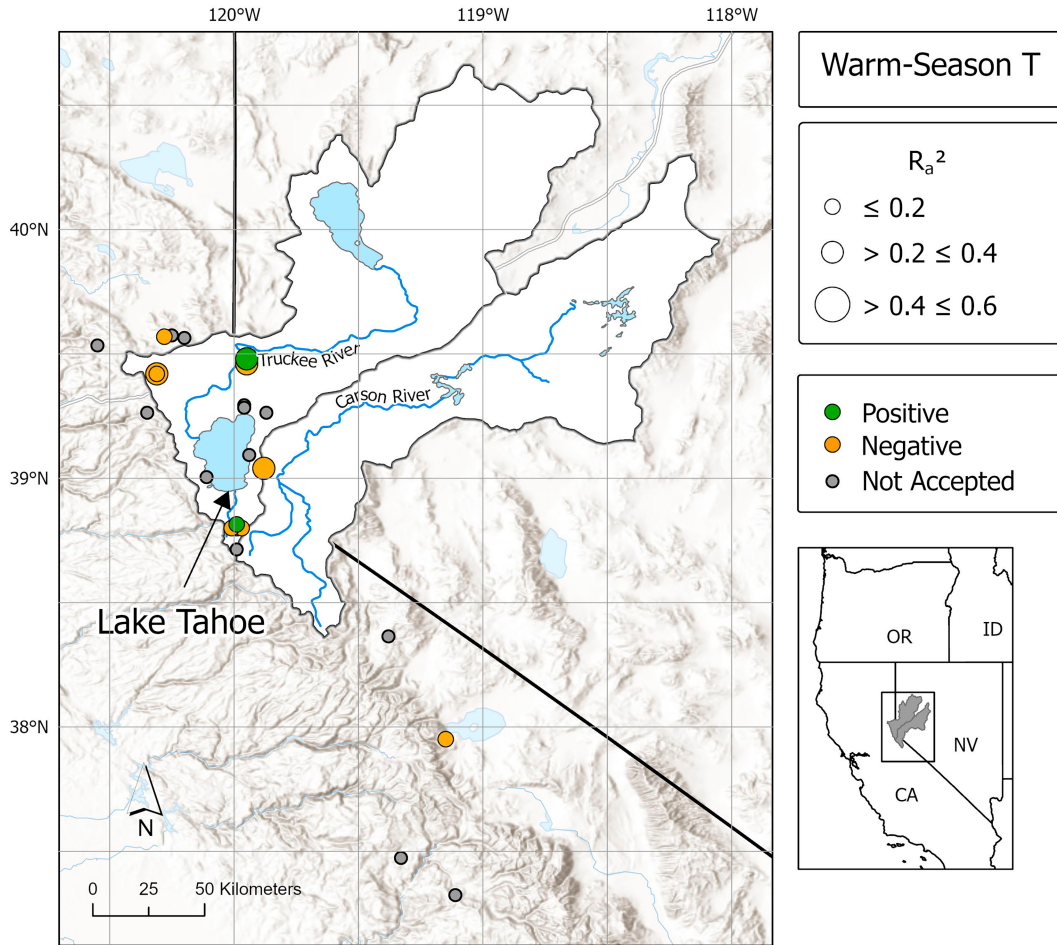 120°W 119°W 118°W
Warm-Season T
Rₐ²
≤ 0.2
> 0.2 ≤ 0.4
> 0.4 ≤ 0.6
40°N
Truckee River
Carson River
Positive
Negative
Not Accepted
39°N
Lake Tahoe
OR ID
38°N
NV
CA
N
0 25 50 Kilometers